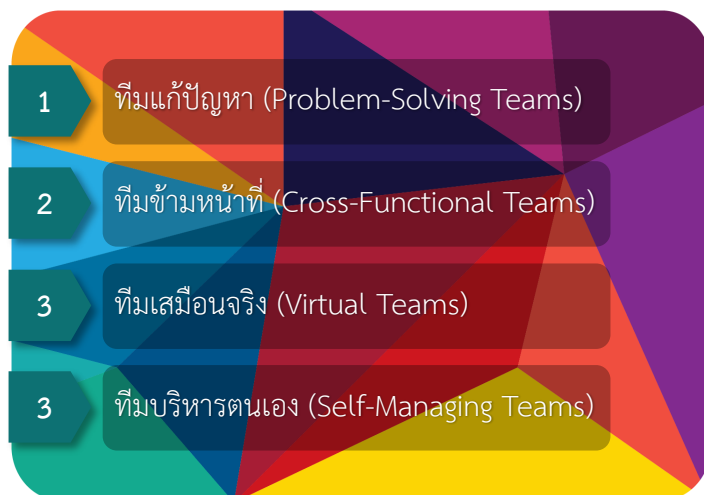 1 ทีมแก้ปัญหา (Problem-Solving Teams)
2 ทีมข้ามหน้าที่ (Cross-Functional Teams)
3 ทีมเสมือนจริง (Virtual Teams)
3 ทีมบริหารตนเอง (Self-Managing Teams)